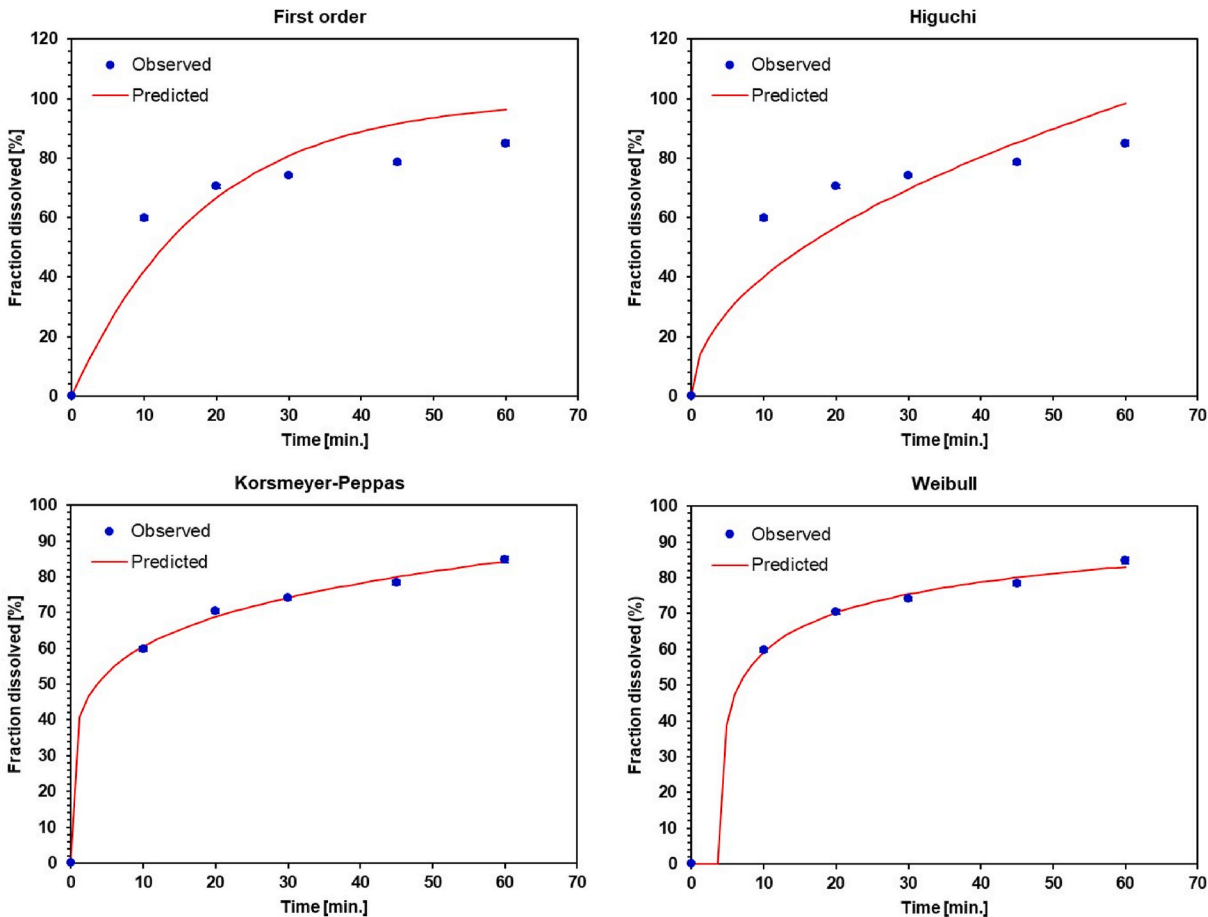 First order
120
100
80
60
40
20
0
Fraction dissolved [%]
Observed
Predicted
0 10 20 30 40 50 60 70
Time [min.]
Higuchi
120
100
80
60
40
20
0
Fraction dissolved [%]
Observed
Predicted
0 10 20 30 40 50 60 70
Time [min.]
Korsmeyer-Peppas
100
90
80
70
60
50
40
30
20
10
0
Fraction dissolved [%]
Observed
Predicted
0 10 20 30 40 50 60 70
Time [min.]
Weibull
100
90
80
70
60
50
40
30
20
10
0
Fraction dissolved (%)
Observed
Predicted
0 10 20 30 40 50 60 70
Time [min.]